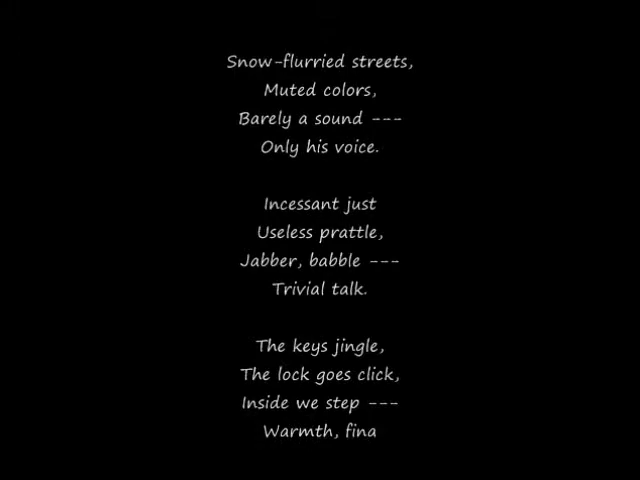 Snow-flurried streets,
Muted colors,
Barely a sound ---
Only his voice.
Incessant just
Useless prattle,
Jabber, babble ---
Trivial talk.
The keys jingle,
The lock goes click,
Inside we step ---
Warmth, fina